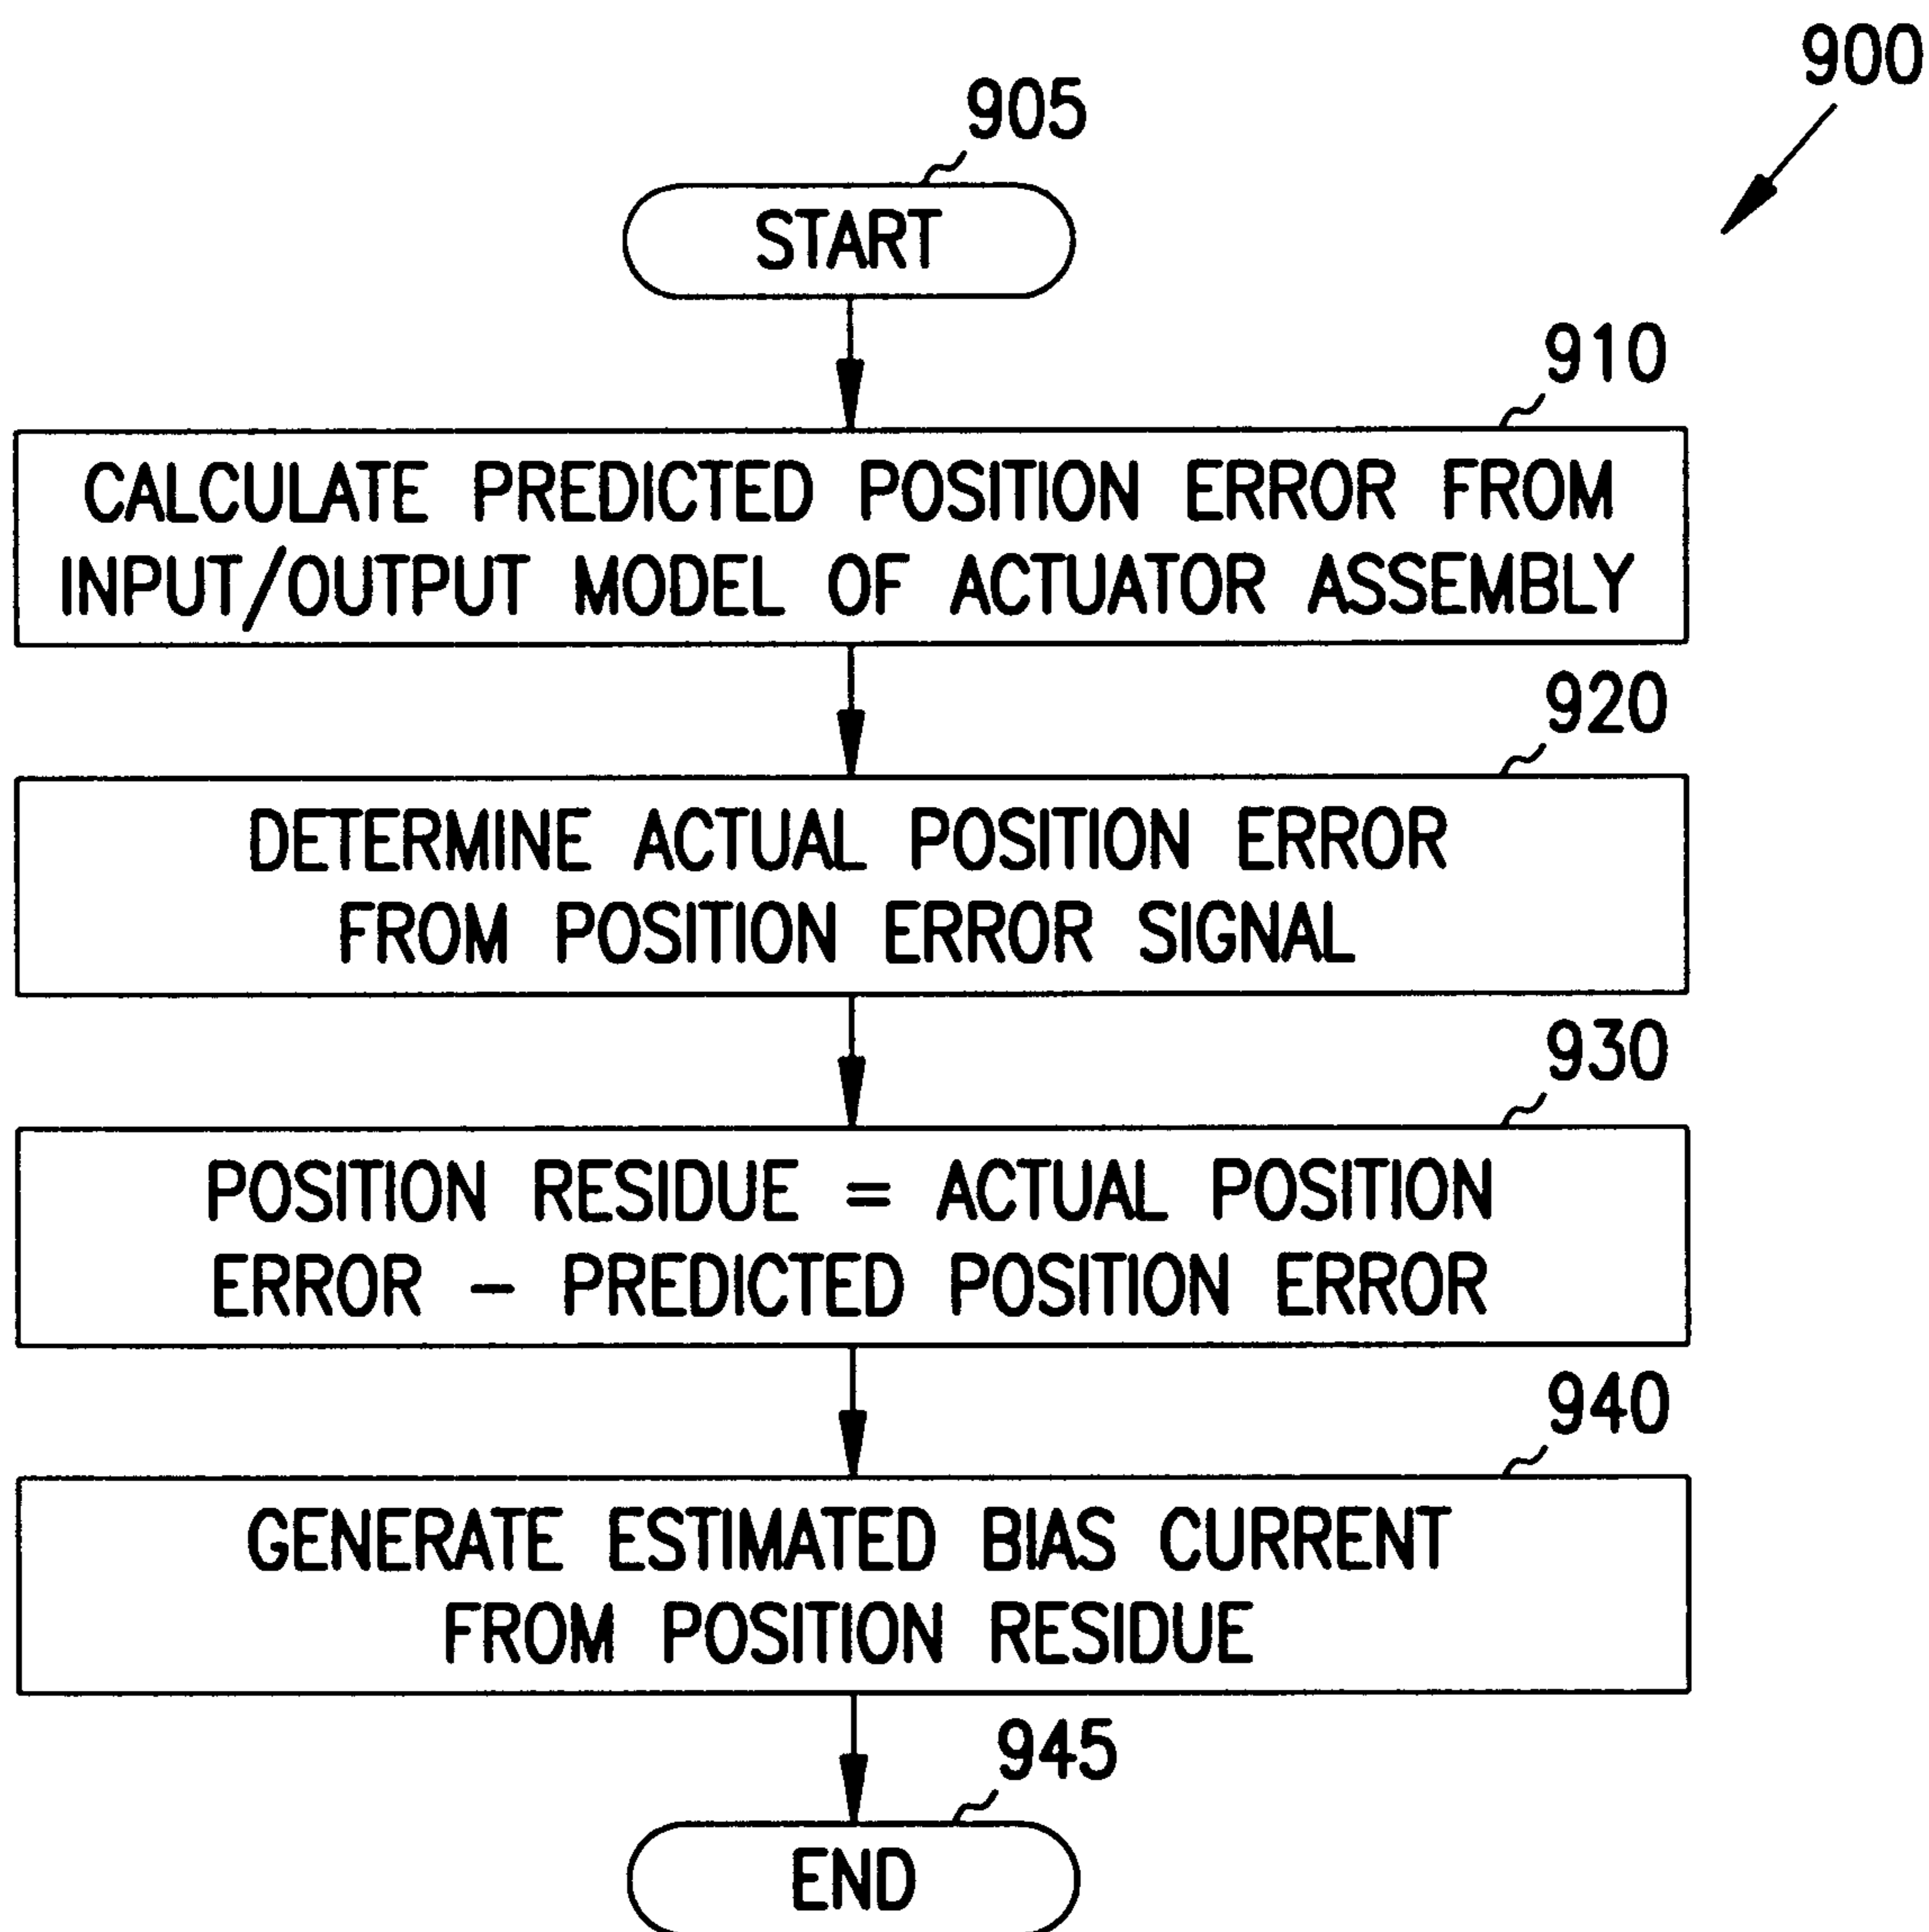 900
905
START
910
CALCULATE PREDICTED POSITION ERROR FROM
INPUT/OUTPUT MODEL OF ACTUATOR ASSEMBLY
920
DETERMINE ACTUAL POSITION ERROR
FROM POSITION ERROR SIGNAL
930
POSITION RESIDUE = ACTUAL POSITION
ERROR - PREDICTED POSITION ERROR
940
GENERATE ESTIMATED BIAS CURRENT
FROM POSITION RESIDUE
945
END